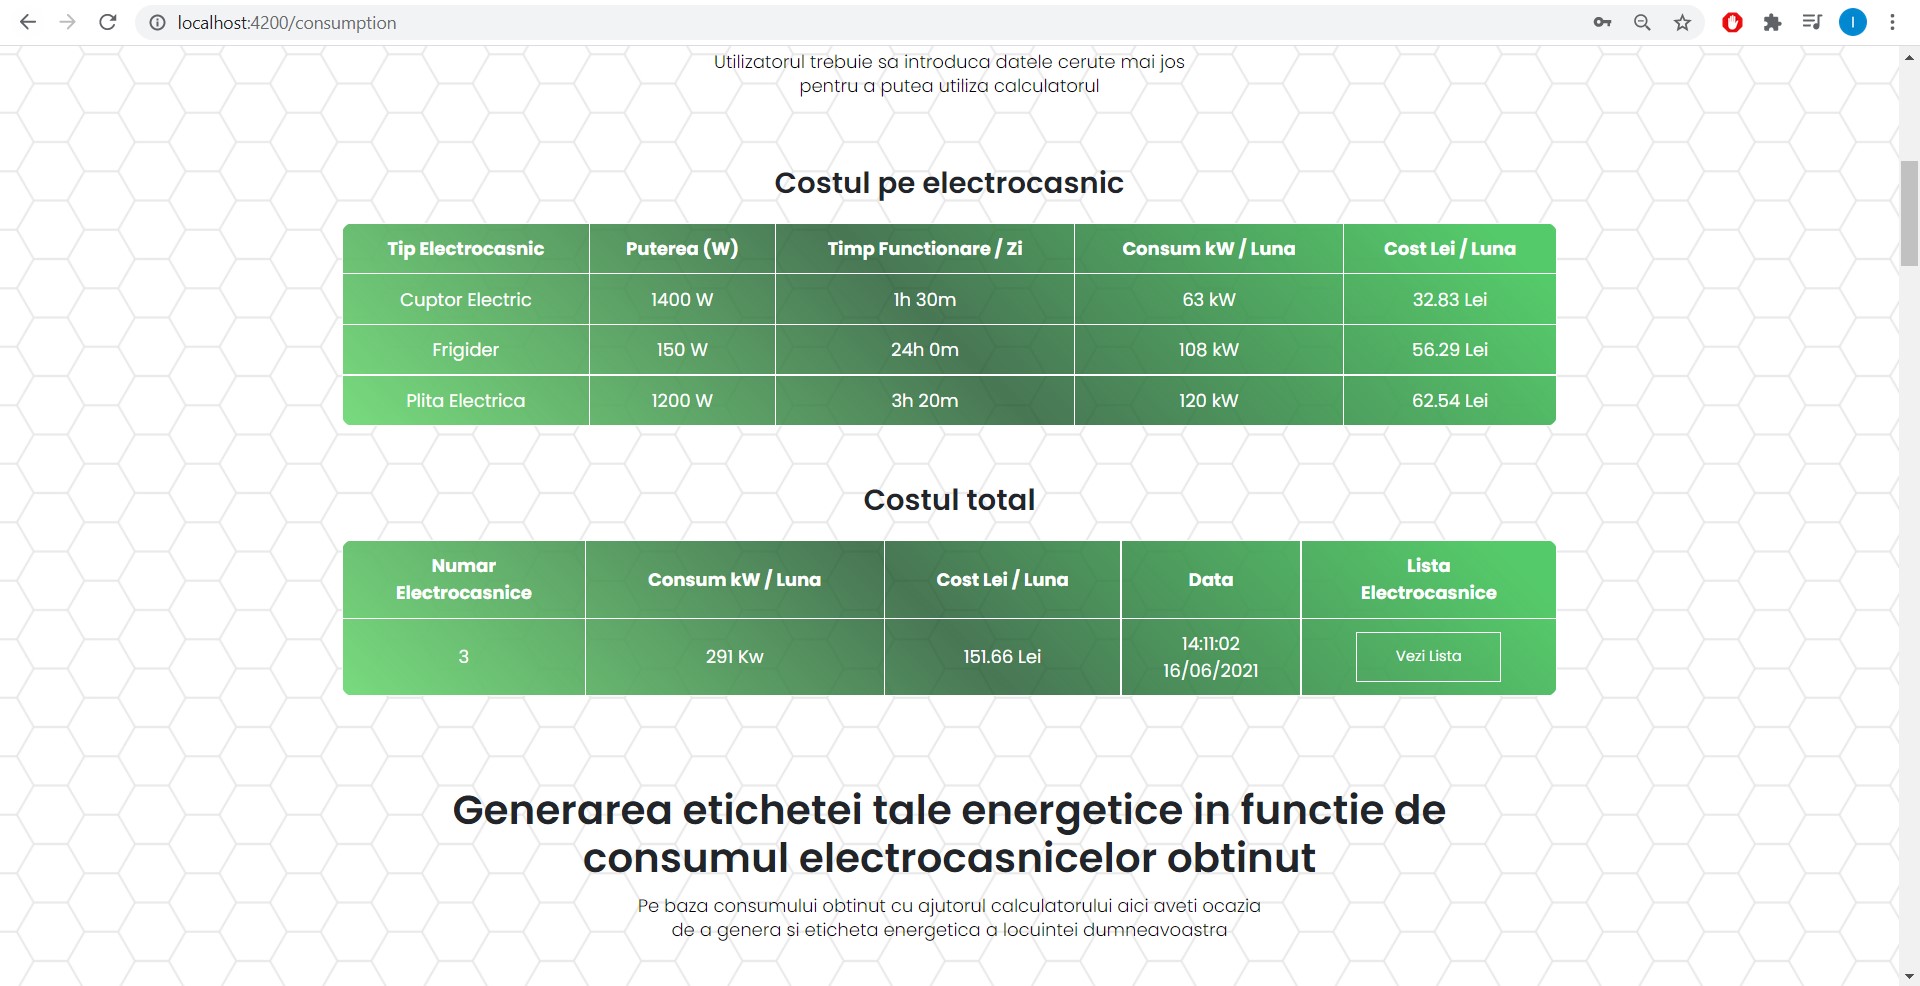 localhost:4200/consumption
I
Utilizatorul trebuie sa introduca datele cerute mai jos
pentru a putea utiliza calculatorul
Costul pe electrocasnic
Tip Electrocasnic Puterea (W) Timp Functionare / Zi Consum kW / Luna Cost Lei / Luna
Cuptor Electric 1400 W 1h 30m 63 kW 32.83 Lei
Frigider 150 W 24h 0m 108 kW 56.29 Lei
Plita Electrica 1200 W 3h 20m 120 kW 62.54 Lei
Costul total
Numar
Electrocasnice
Consum kW / Luna
Cost Lei / Luna
Data
Lista
Electrocasnice
3
291 Kw
151.66 Lei
14:11:02
16/06/2021
Vezi Lista
Generarea etichetei tale energetice in functie de
consumul electrocasnicelor obtinut
Pe baza consumului obtinut cu ajutorul calculatorului aici aveti ocazia
de a genera si eticheta energetica a locuintei dumneavoastra